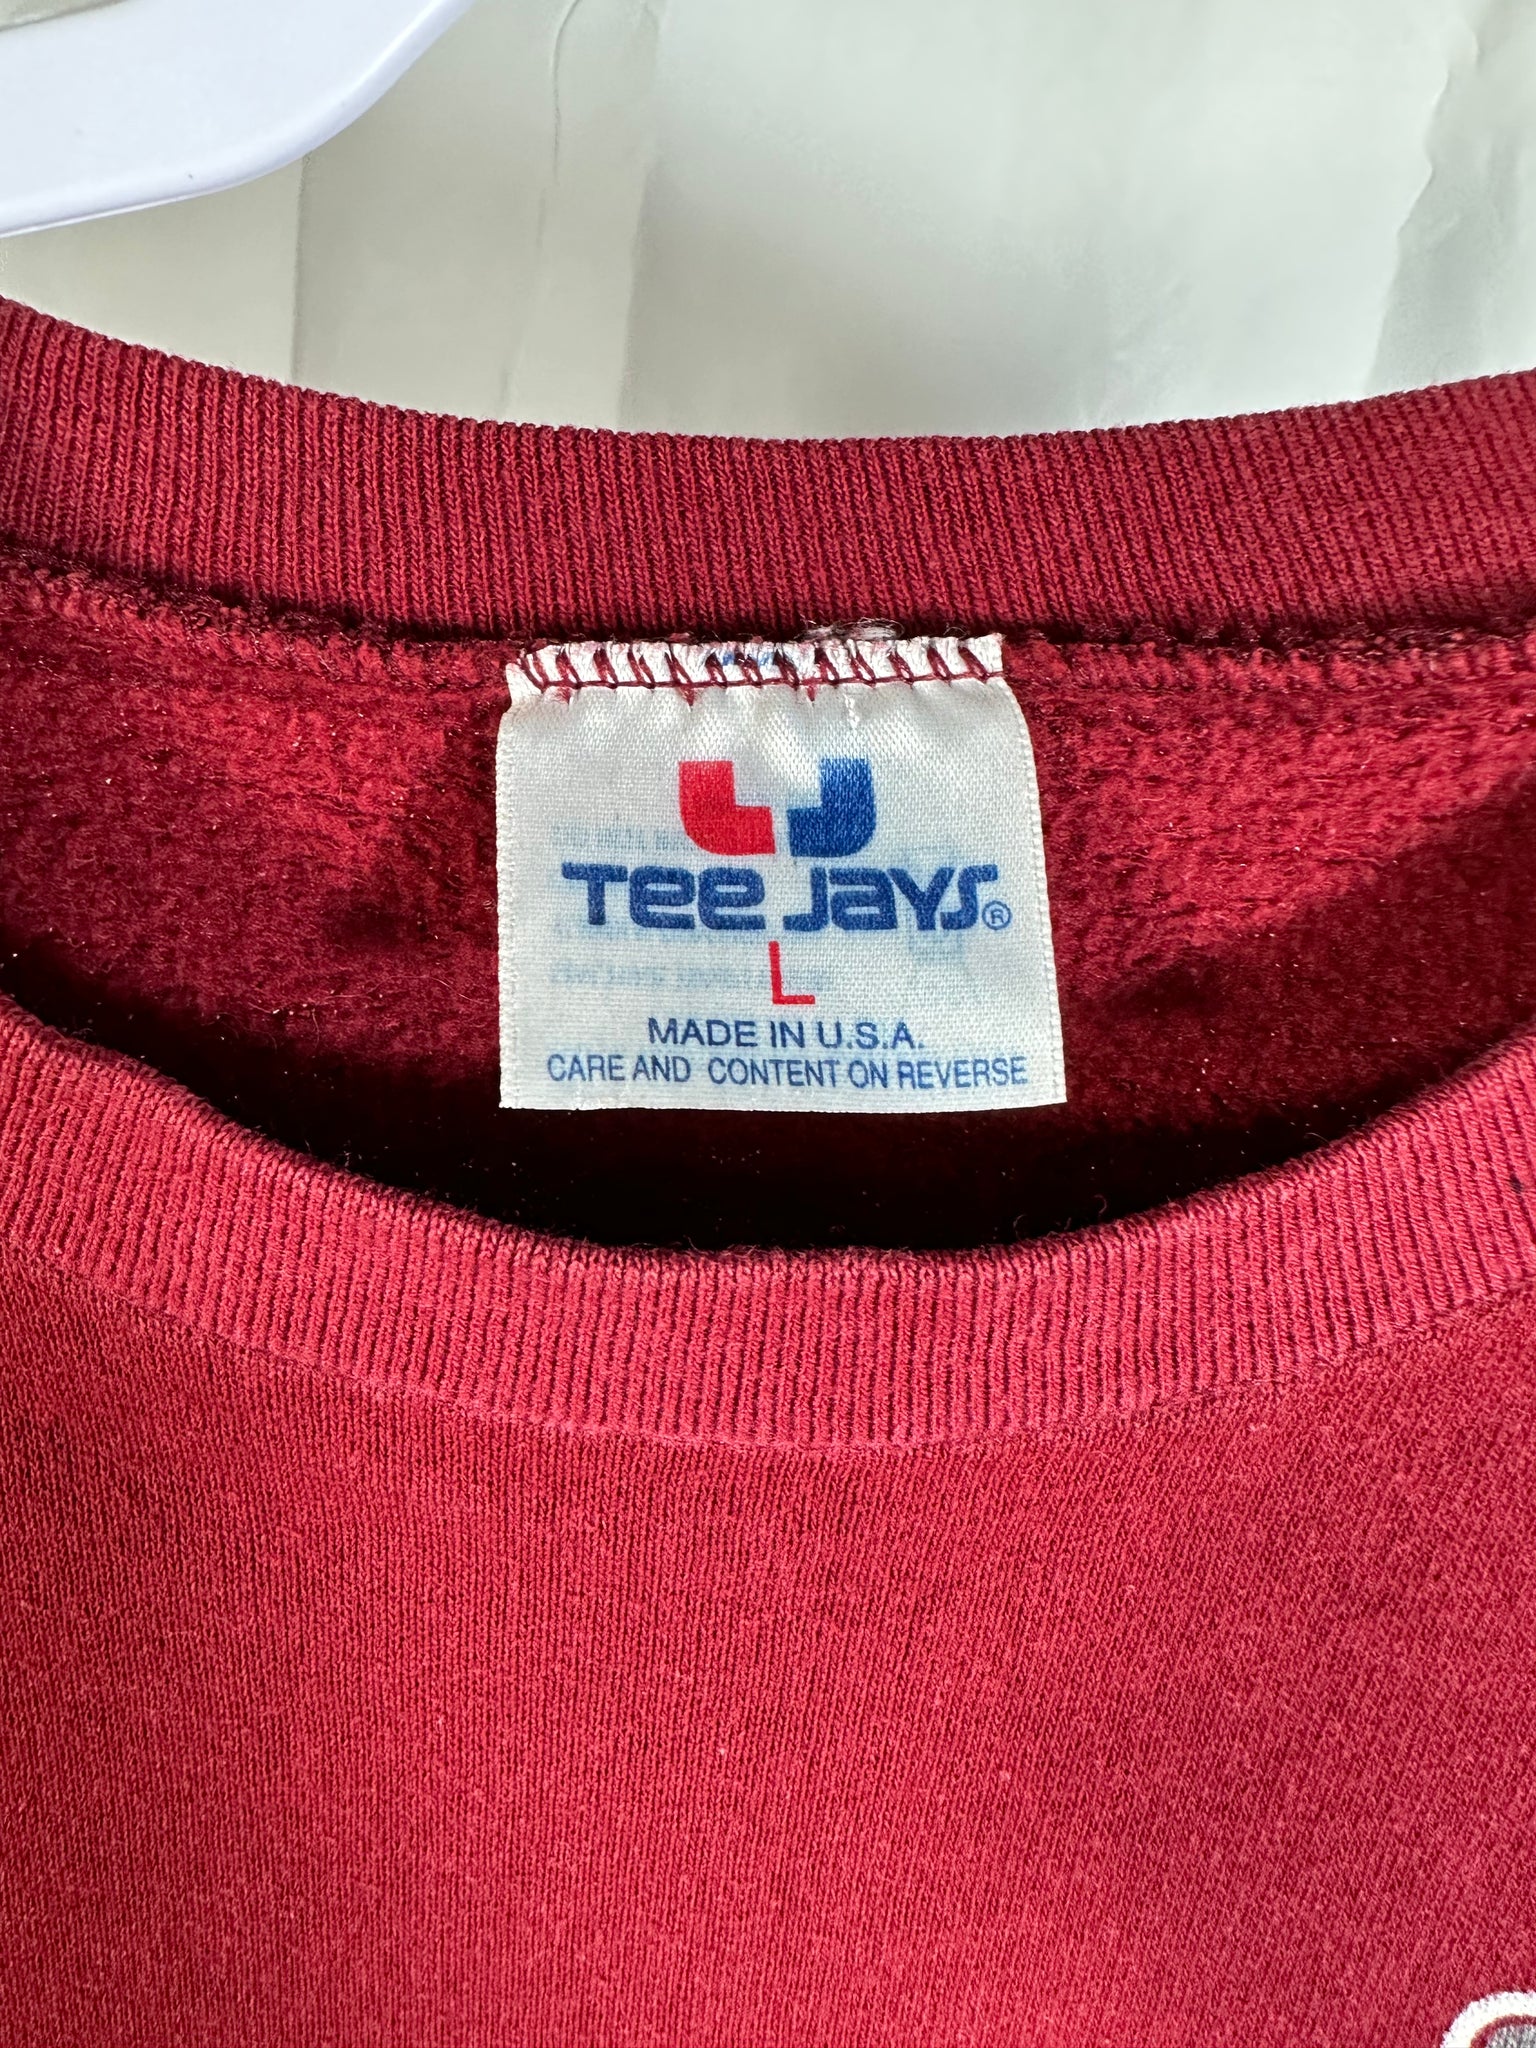 Tee Jays®
L
MADE IN U.S.A.
CARE AND CONTENT ON REVERSE